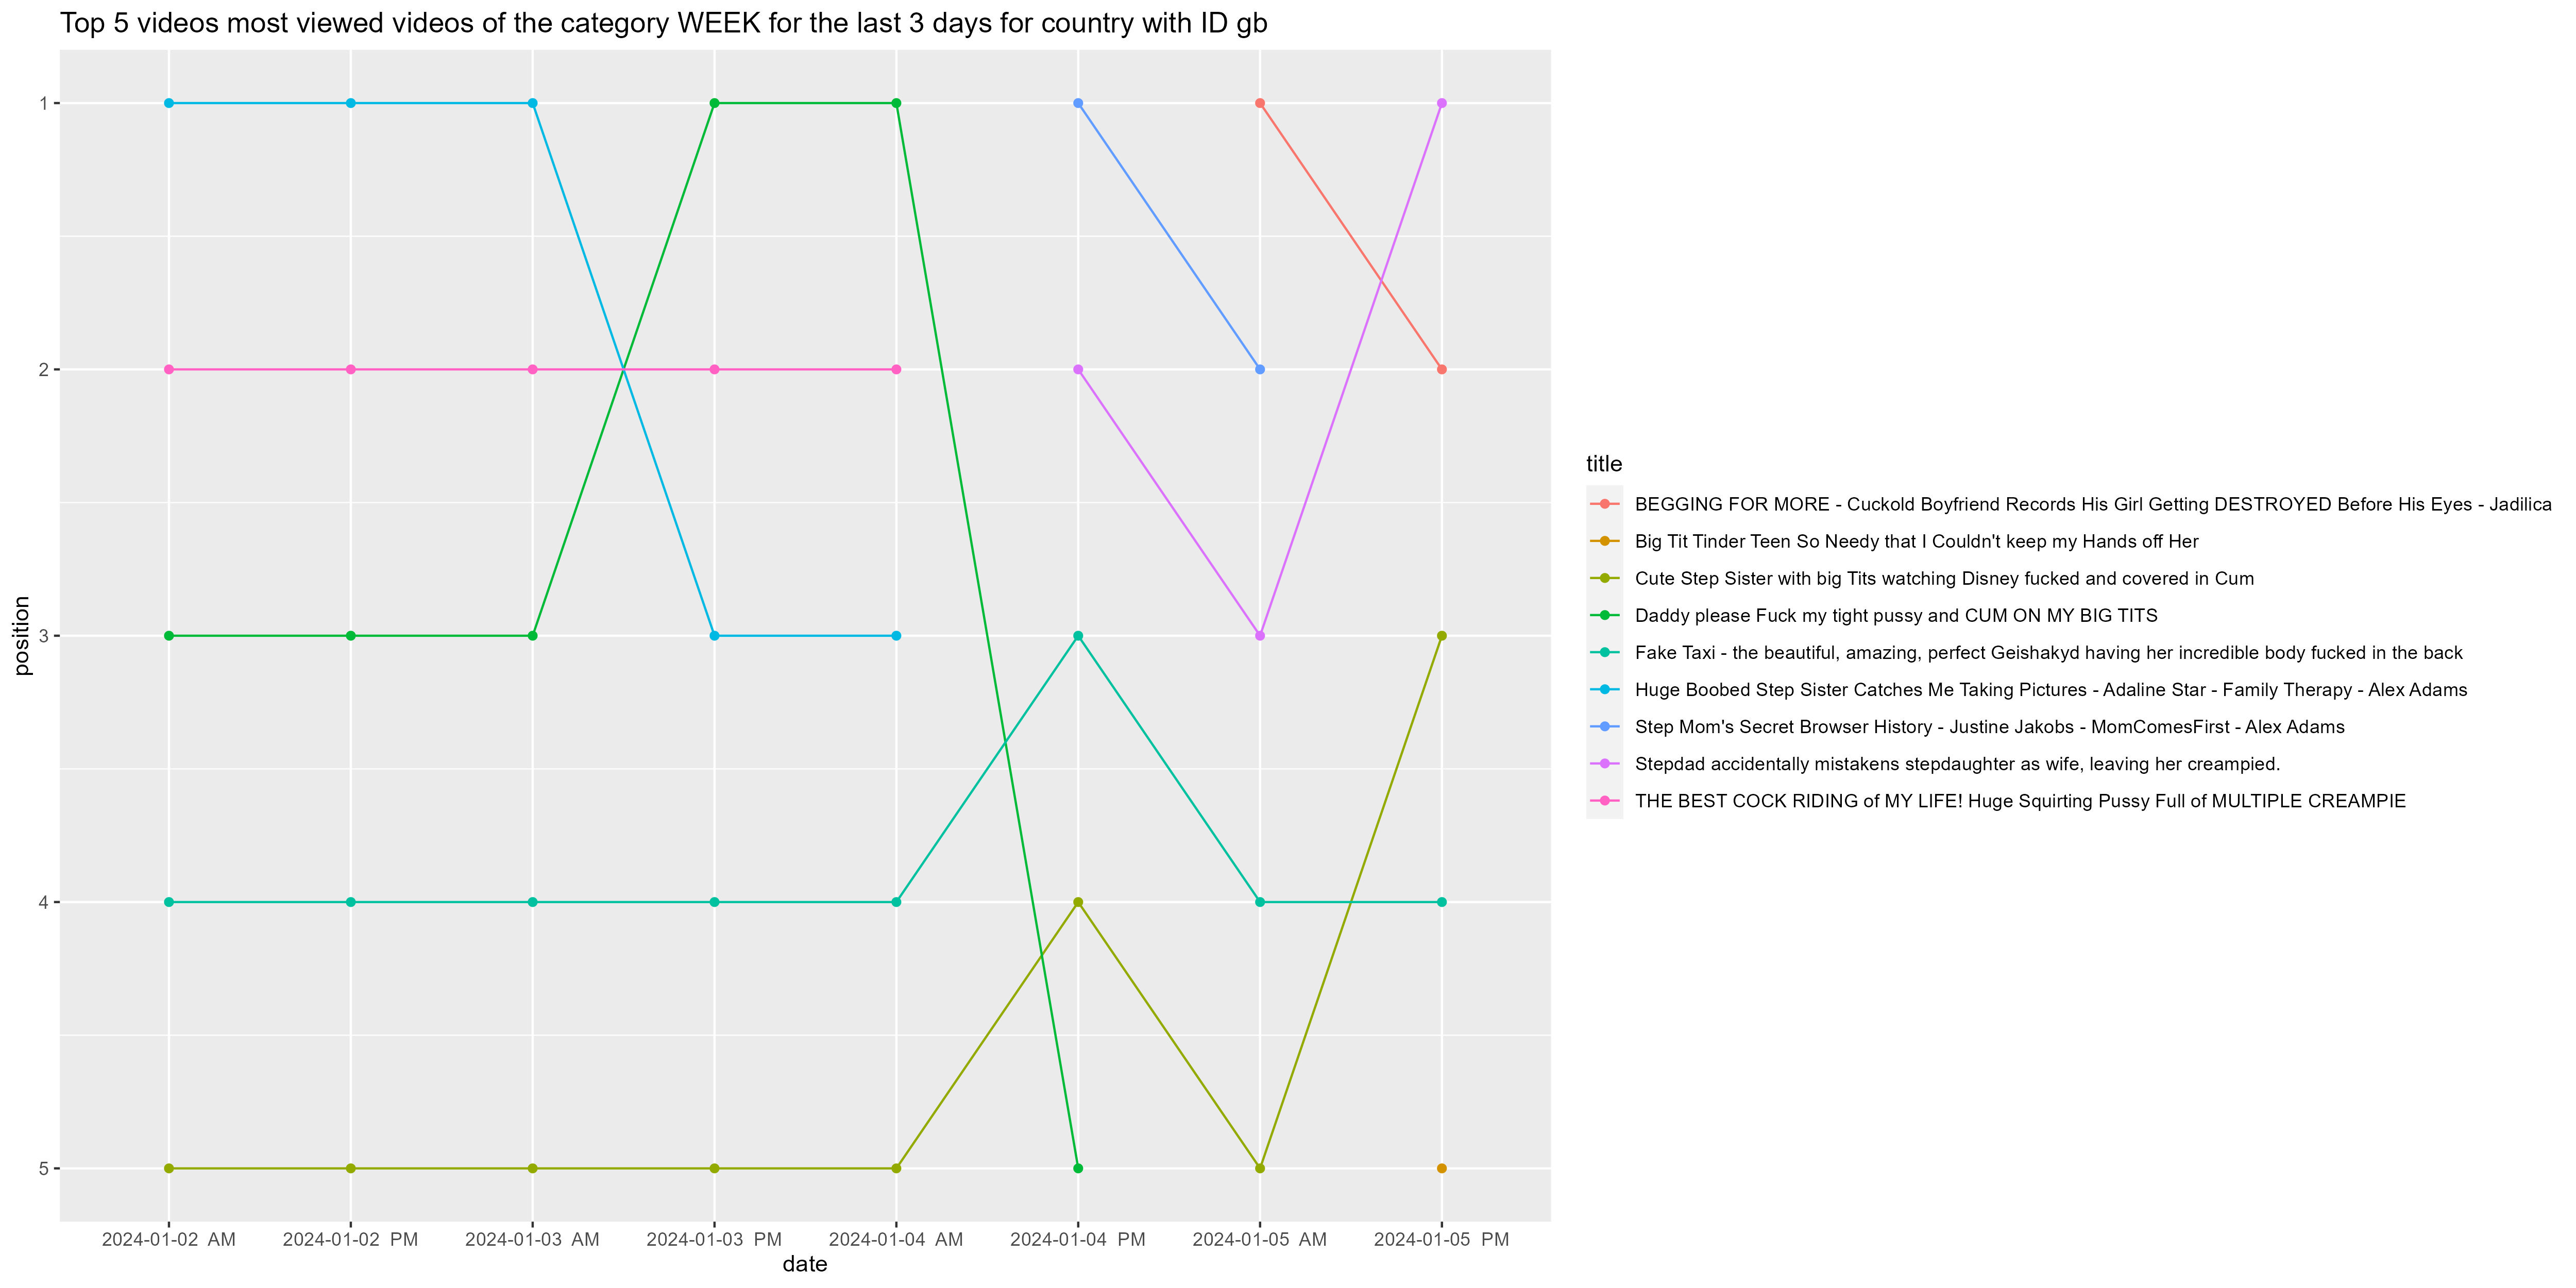 Top 5 videos most viewed videos of the category WEEK for the last 3 days for country with ID gb
position
1
2
3
4
5
2024-01-02 AM
2024-01-02 PM
2024-01-03 AM
2024-01-03 PM
2024-01-04 AM
2024-01-04 PM
2024-01-05 AM
2024-01-05 PM
date
title
BEGGING FOR MORE - Cuckold Boyfriend Records His Girl Getting DESTROYED Before His Eyes - Jadilica
Big Tit Tinder Teen So Needy that I Couldn't keep my Hands off Her
Cute Step Sister with big Tits watching Disney fucked and covered in Cum
Daddy please Fuck my tight pussy and CUM ON MY BIG TITS
Fake Taxi - the beautiful, amazing, perfect Geishakyd having her incredible body fucked in the back
Huge Boobed Step Sister Catches Me Taking Pictures - Adaline Star - Family Therapy - Alex Adams
Step Mom's Secret Browser History - Justine Jakobs - MomComesFirst - Alex Adams
Stepdad accidentally mistakens stepdaughter as wife, leaving her creampied.
THE BEST COCK RIDING of MY LIFE! Huge Squirting Pussy Full of MULTIPLE CREAMPIE